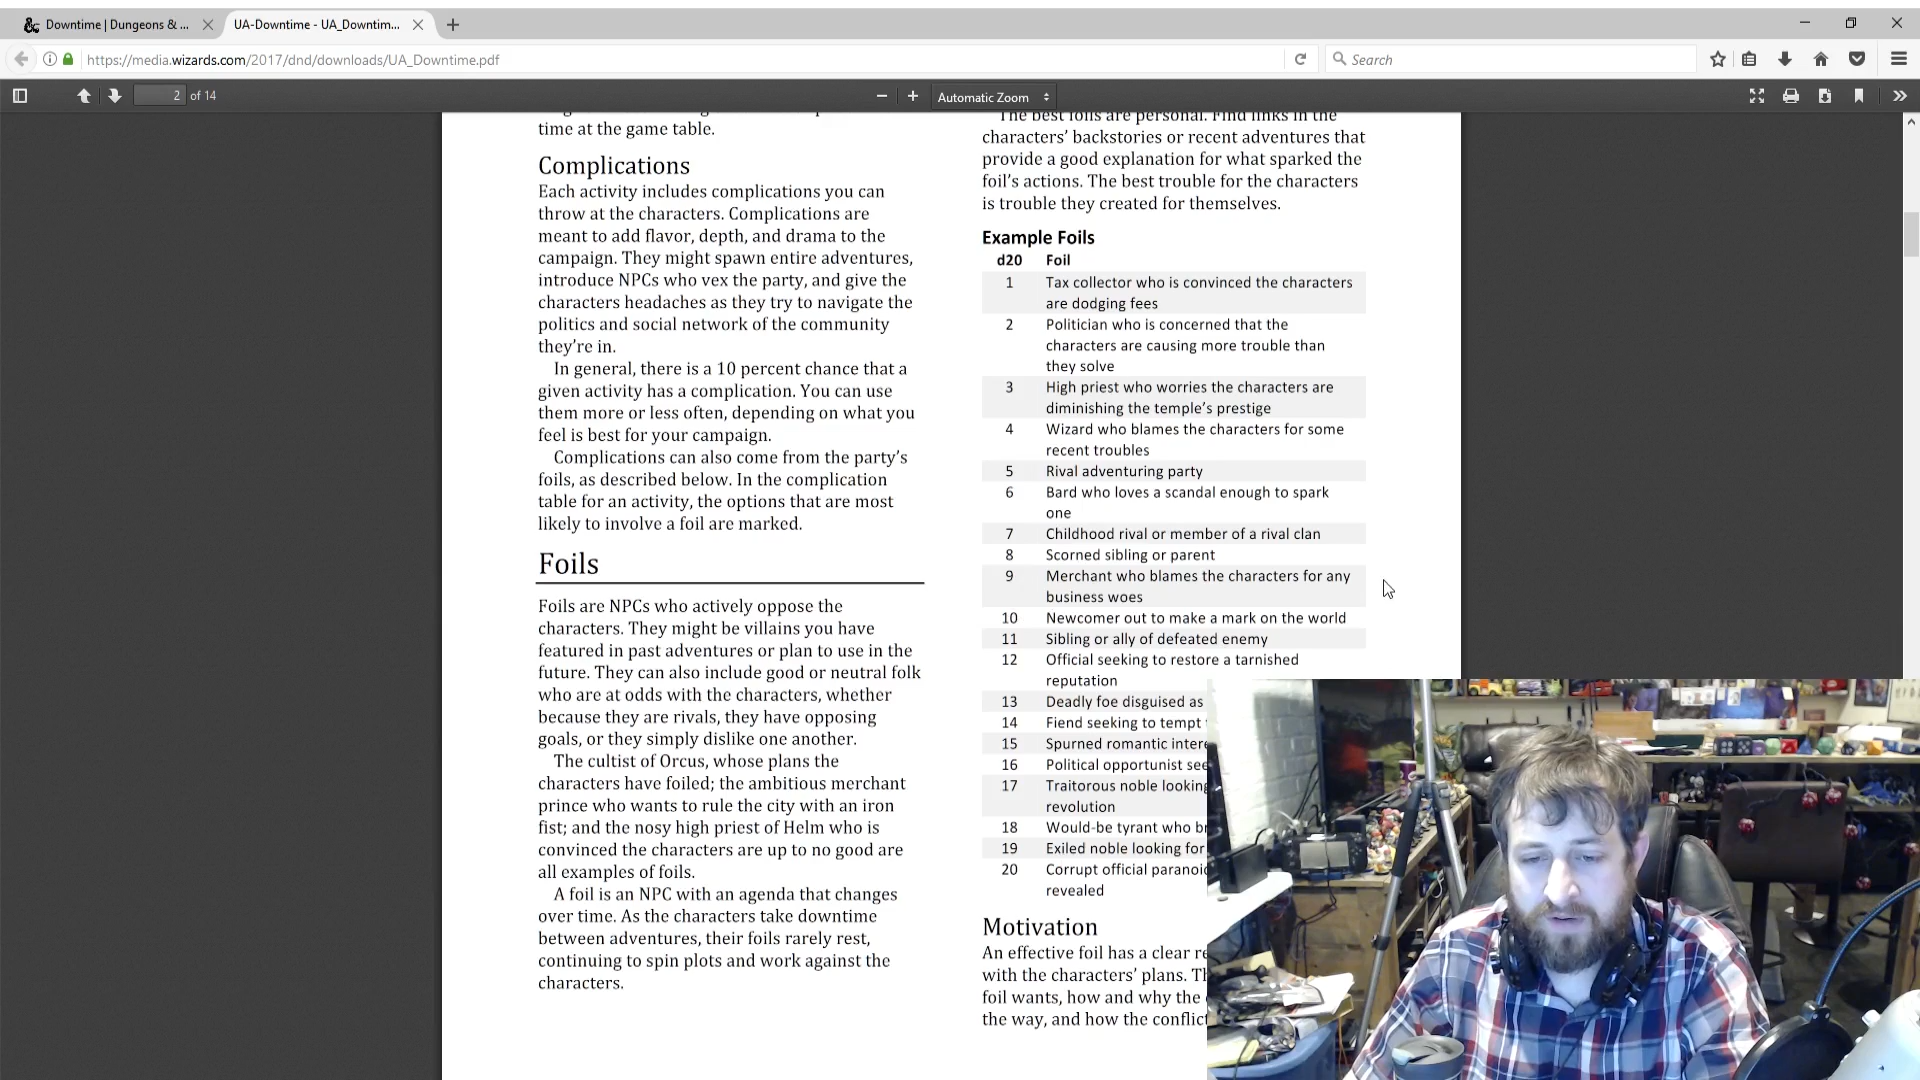 Downtime | Dungeons & ...
UA-Downtime - UA_Downtim...
https://media.wizards.com/2017/dnd/downloads/UA_Downtime.pdf
Search
2 of 14
Automatic Zoom
time at the game table.
Complications
Each activity includes complications you can
throw at the characters. Complications are
meant to add flavor, depth, and drama to the
campaign. They might spawn entire adventures,
introduce NPCs who vex the party, and give the
characters headaches as they try to navigate the
politics and social network of the community
they're in.
In general, there is a 10 percent chance that a
given activity has a complication. You can use
them more or less often, depending on what you
feel is best for your campaign.
Complications can also come from the party's
foils, as described below. In the complication
table for an activity, the options that are most
likely to involve a foil are marked.
Foils
Foils are NPCs who actively oppose the
characters. They might be villains you have
featured in past adventures or plan to use in the
future. They can also include good or neutral folk
who are at odds with the characters, whether
because they are rivals, they have opposing
goals, or they simply dislike one another.
The cultist of Orcus, whose plans the
characters have foiled; the ambitious merchant
prince who wants to rule the city with an iron
fist; and the nosy high priest of Helm who is
convinced the characters are up to no good are
all examples of foils.
A foil is an NPC with an agenda that changes
over time. As the characters take downtime
between adventures, their foils rarely rest,
continuing to spin plots and work against the
characters.
The best foils are personal. Find links in the
characters' backstories or recent adventures that
provide a good explanation for what sparked the
foil's actions. The best trouble for the characters
is trouble they created for themselves.
Example Foils
d20 Foil
1 Tax collector who is convinced the characters
are dodging fees
2 Politician who is concerned that the
characters are causing more trouble than
they solve
3 High priest who worries the characters are
diminishing the temple's prestige
4 Wizard who blames the characters for some
recent troubles
5 Rival adventuring party
6 Bard who loves a scandal enough to spark
one
7 Childhood rival or member of a rival clan
8 Scorned sibling or parent
9 Merchant who blames the characters for any
business woes
10 Newcomer out to make a mark on the world
11 Sibling or ally of defeated enemy
12 Official seeking to restore a tarnished
reputation
13 Deadly foe disguised as
14 Fiend seeking to tempt
15 Spurned romantic
16 Political opportunist
17 Traitorous noble looking
revolution
18 Would-be tyrant who
19 Exiled noble looking for
20 Corrupt official
revealed
Motivation
An effective foil has a clear
with the characters' plans.
foil wants, how and why the
the way, and how the